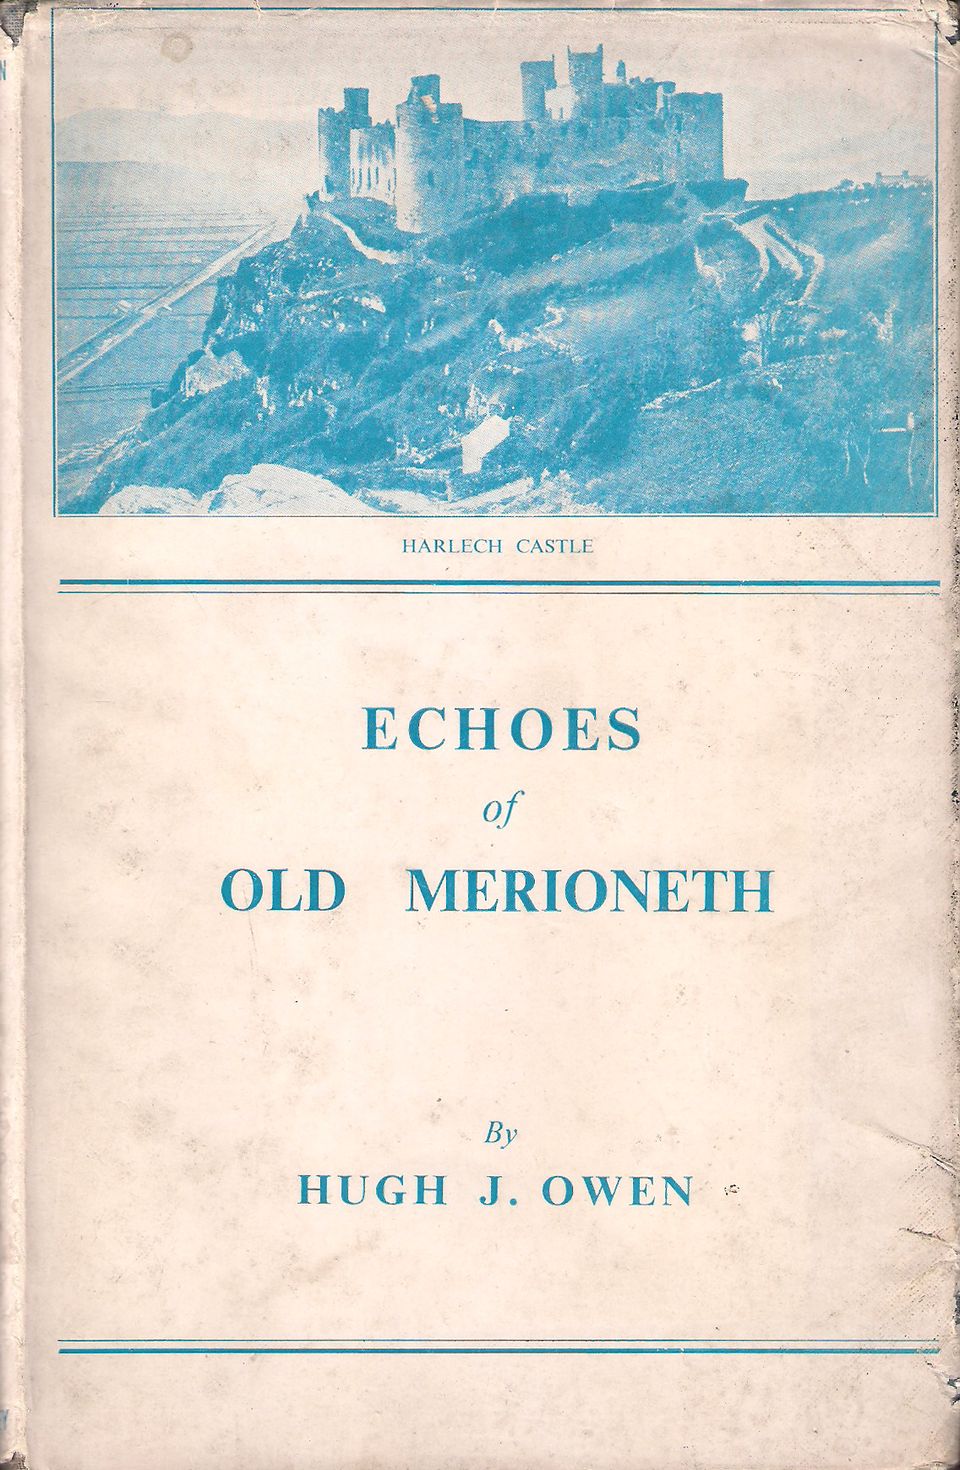 HARLECH CASTLE
ECHOES
of
OLD MERIONETH
By
HUGH J. OWEN